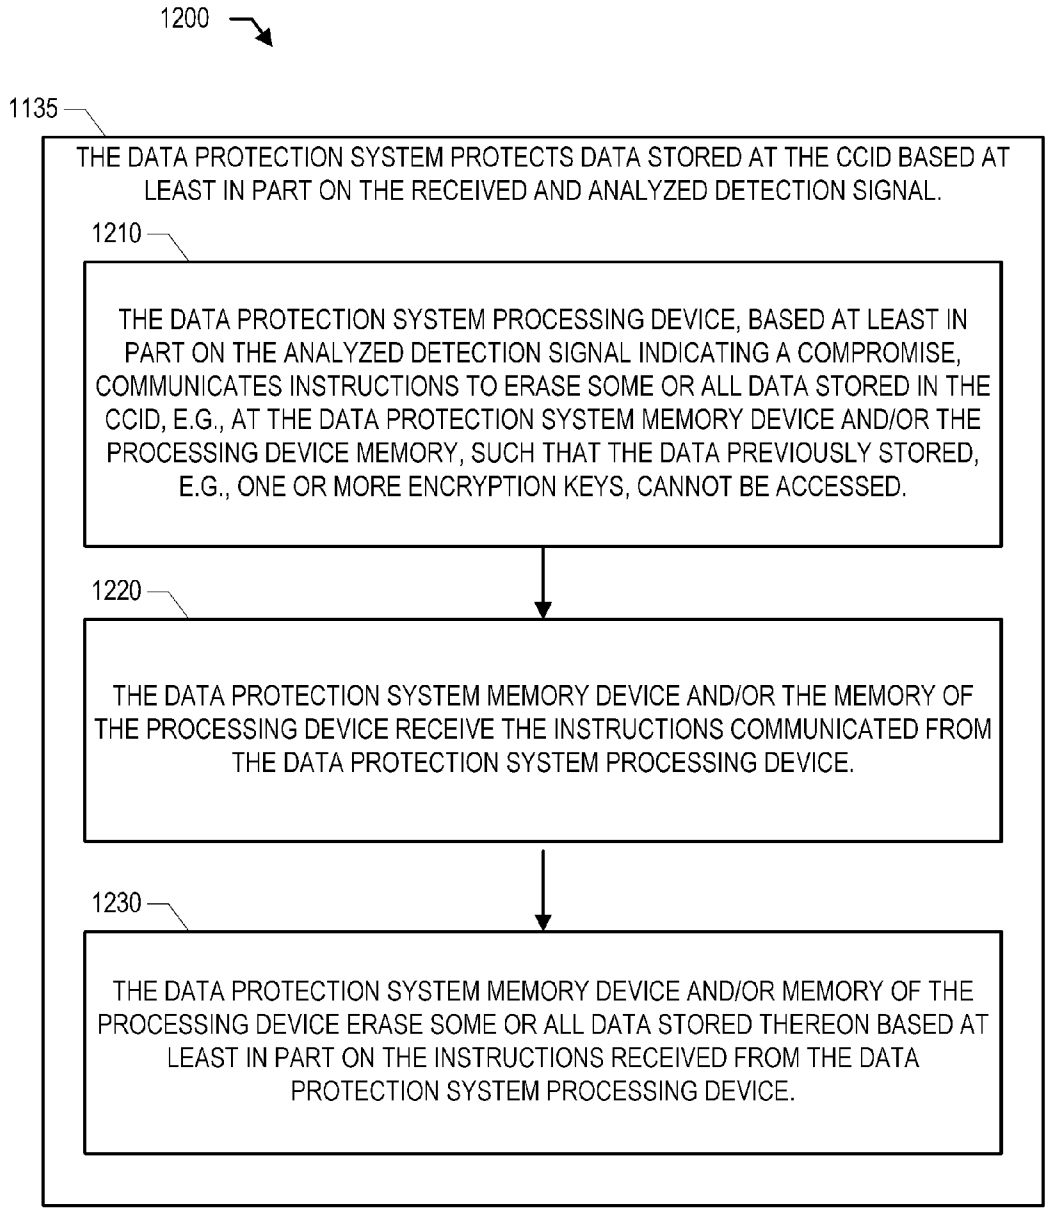 1200
1135
THE DATA PROTECTION SYSTEM PROTECTS DATA STORED AT THE CCID BASED AT
LEAST IN PART ON THE RECEIVED AND ANALYZED DETECTION SIGNAL.
1210
THE DATA PROTECTION SYSTEM PROCESSING DEVICE, BASED AT LEAST IN
PART ON THE ANALYZED DETECTION SIGNAL INDICATING A COMPROMISE,
COMMUNICATES INSTRUCTIONS TO ERASE SOME OR ALL DATA STORED IN THE
CCID, E.G., AT THE DATA PROTECTION SYSTEM MEMORY DEVICE AND/OR THE
PROCESSING DEVICE MEMORY, SUCH THAT THE DATA PREVIOUSLY STORED,
E.G., ONE OR MORE ENCRYPTION KEYS, CANNOT BE ACCESSED.
1220
THE DATA PROTECTION SYSTEM MEMORY DEVICE AND/OR THE MEMORY OF
THE PROCESSING DEVICE RECEIVE THE INSTRUCTIONS COMMUNICATED FROM
THE DATA PROTECTION SYSTEM PROCESSING DEVICE.
1230
THE DATA PROTECTION SYSTEM MEMORY DEVICE AND/OR MEMORY OF THE
PROCESSING DEVICE ERASE SOME OR ALL DATA STORED THEREON BASED AT
LEAST IN PART ON THE INSTRUCTIONS RECEIVED FROM THE DATA
PROTECTION SYSTEM PROCESSING DEVICE.